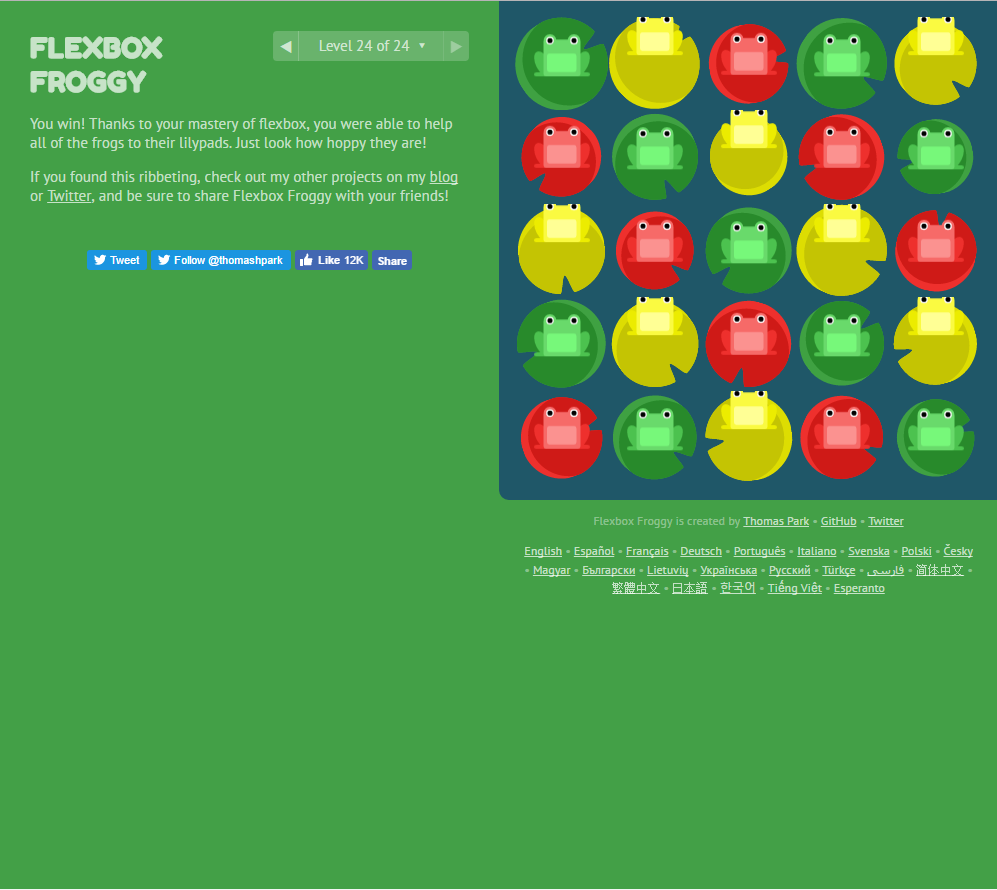 FLEXBOX
FROGGY
◀ Level 24 of 24 ▼ ▶
You win! Thanks to your mastery of flexbox, you were able to help
all of the frogs to their lilypads. Just look how hoppy they are!
If you found this ribbeting, check out my other projects on my blog
or Twitter, and be sure to share Flexbox Froggy with your friends!
Tweet Follow @thomashpark Like 12K Share
Flexbox Froggy is created by Thomas Park • GitHub • Twitter
English • Español • Français • Deutsch • Português • Italiano • Svenska • Polski • Česky
• Magyar • Български • Lietuvių • Українська • Русский • Türkçe • فارسی • 简体中文 •
繁體中文 • 日本語 • 한국어 • Tiếng Việt • Esperanto